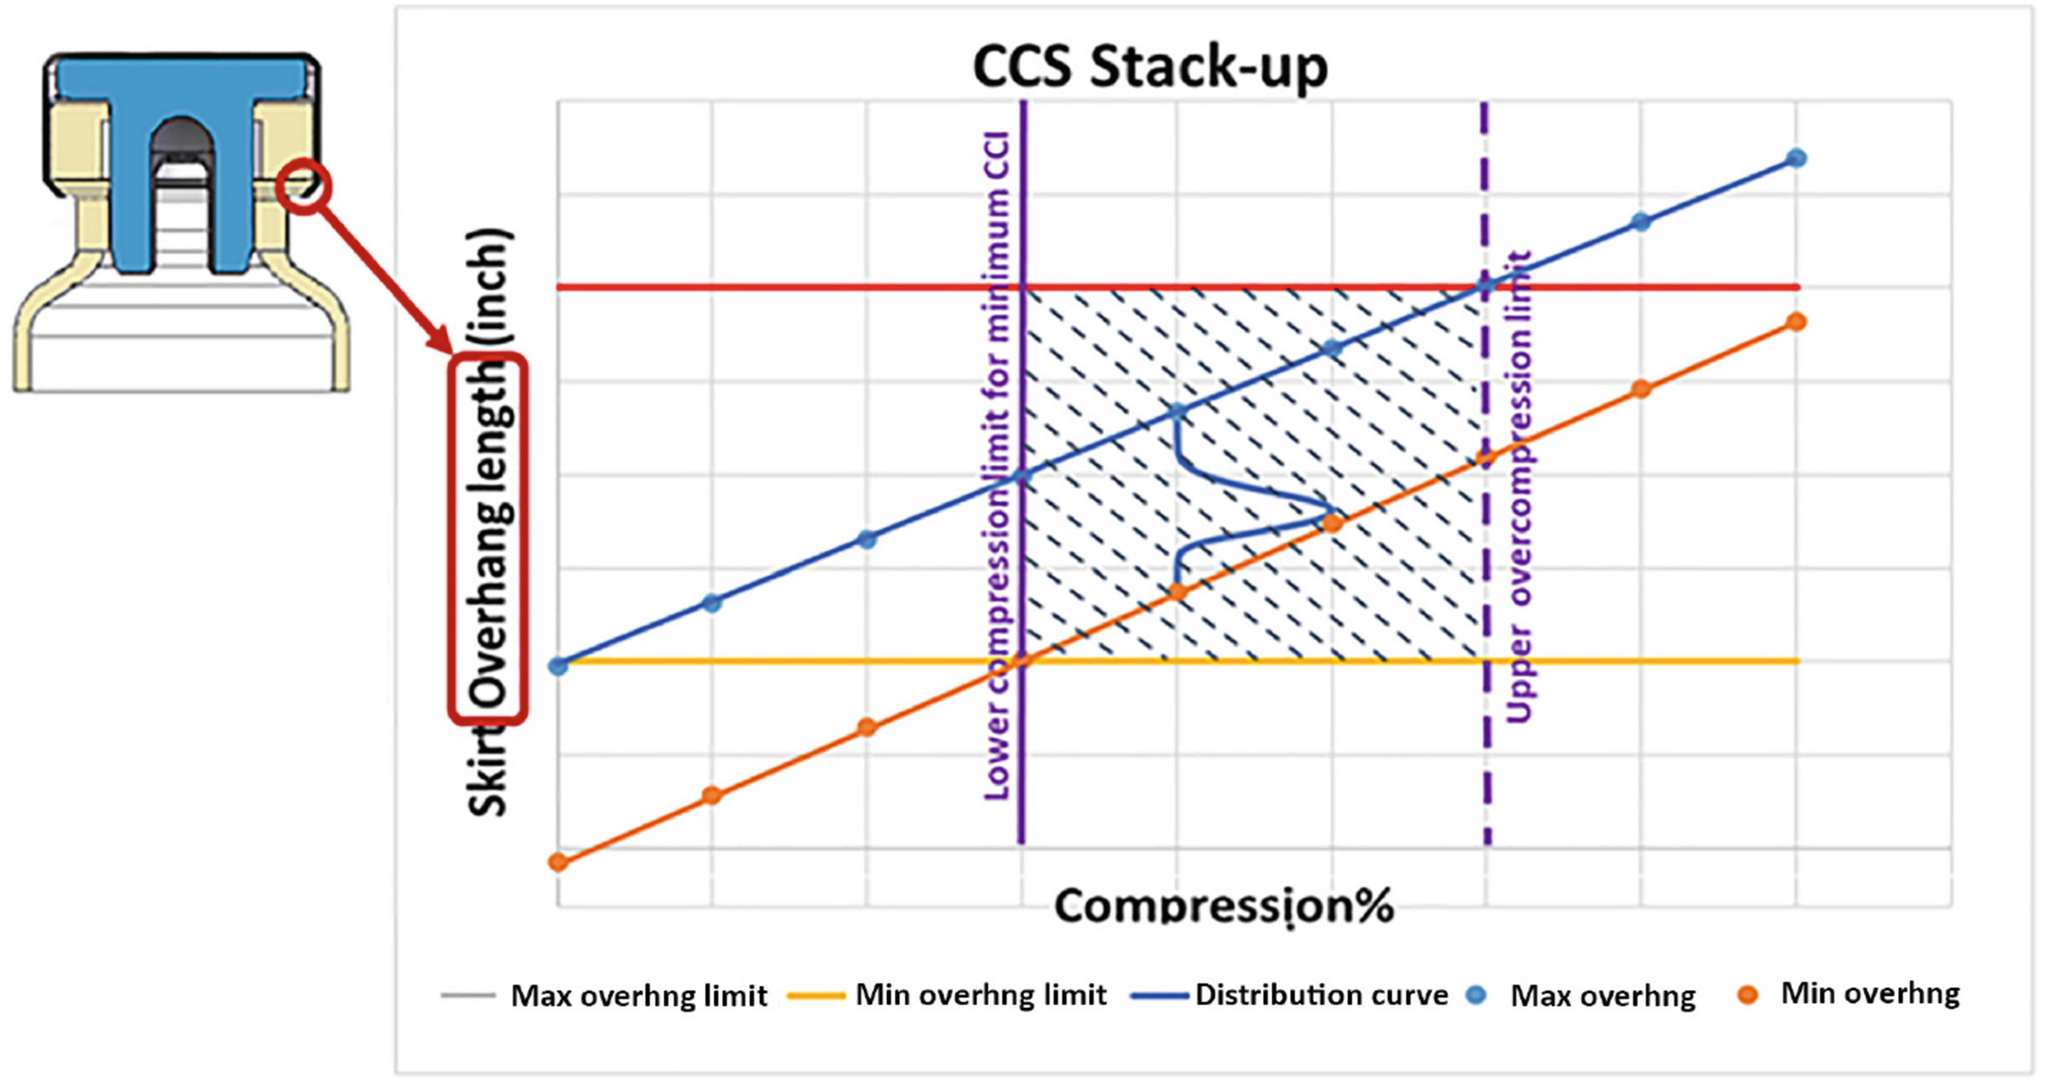 CCS Stack-up
Skirt Overhang length (inch)
Lower compression limit for minimum CCI
Upper overcompression limit
Compression%
Max overhng limit
Min overhng limit
Distribution curve
Max overhng
Min overhng